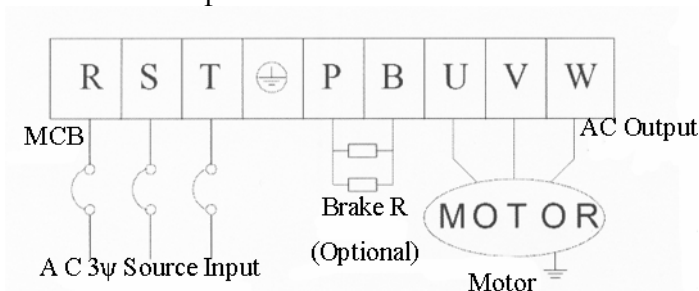 R S T P B U V W
MCB
AC Output
Brake R
(Optional)
MOTOR
A C 3ψ Source Input
Motor